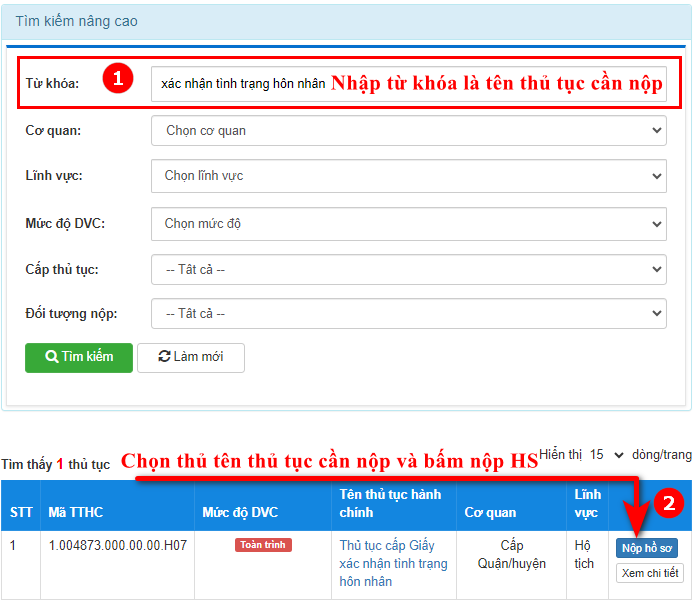 Tìm kiếm nâng cao
Từ khóa: 1 xác nhận tình trạng hôn nhân Nhập từ khóa là tên thủ tục cần nộp
Cơ quan: Chọn cơ quan
Lĩnh vực: Chọn lĩnh vực
Mức độ DVC: Chọn mức độ
Cấp thủ tục: -- Tất cả --
Đối tượng nộp: -- Tất cả --
Tìm kiếm Làm mới
Tìm thấy 1 thủ tục Chọn thủ tên thủ tục cần nộp và bấm nộp HS Hiển thị 15 dòng/trang
STT Mã TTHC Mức độ DVC Tên thủ tục hành chính Cơ quan Lĩnh vực 2
1 1.004873.000.00.00.H07 Toàn trình Thủ tục cấp Giấy xác nhận tình trạng hôn nhân Cấp Quận/huyện Hộ tịch Nộp hồ sơ
Xem chi tiết